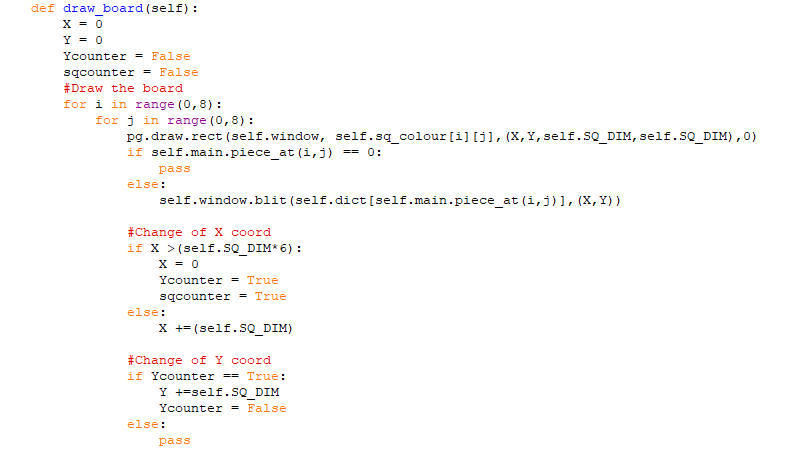 def draw_board(self):
    X = 0
    Y = 0
    Ycounter = False
    sqcounter = False
    #Draw the board
    for i in range(0,8):
        for j in range(0,8):
            pg.draw.rect(self.window, self.sq_colour[i][j],(X,Y,self.SQ_DIM,self.SQ_DIM),0)
            if self.main.piece_at(i,j) == 0:
                pass
            else:
                self.window.blit(self.dict[self.main.piece_at(i,j)],(X,Y))

            #Change of X coord
            if X >(self.SQ_DIM*6):
                X = 0
                Ycounter = True
                sqcounter = True
            else:
                X +=(self.SQ_DIM)

            #Change of Y coord
            if Ycounter == True:
                Y +=self.SQ_DIM
                Ycounter = False
            else:
                pass